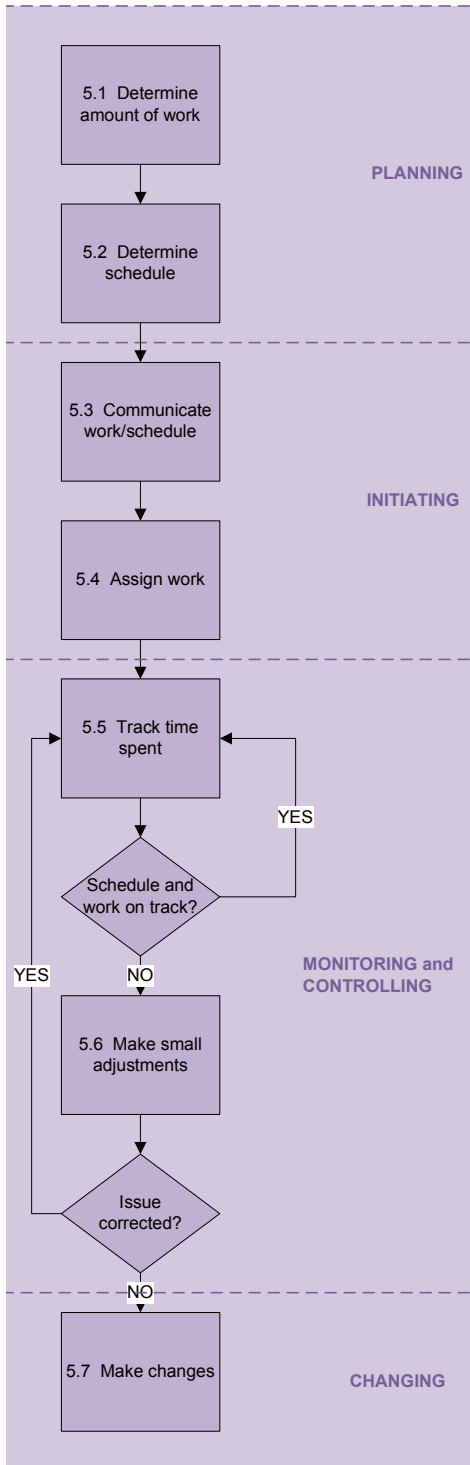 5.1  Determine
amount of work
PLANNING
5.2  Determine
schedule
5.3  Communicate
work/schedule
INITIATING
5.4  Assign work
5.5  Track time
spent
YES
Schedule and
work on track?
MONITORING and
CONTROLLING
YES
NO
5.6  Make small
adjustments
Issue
corrected?
NO
5.7  Make changes
CHANGING